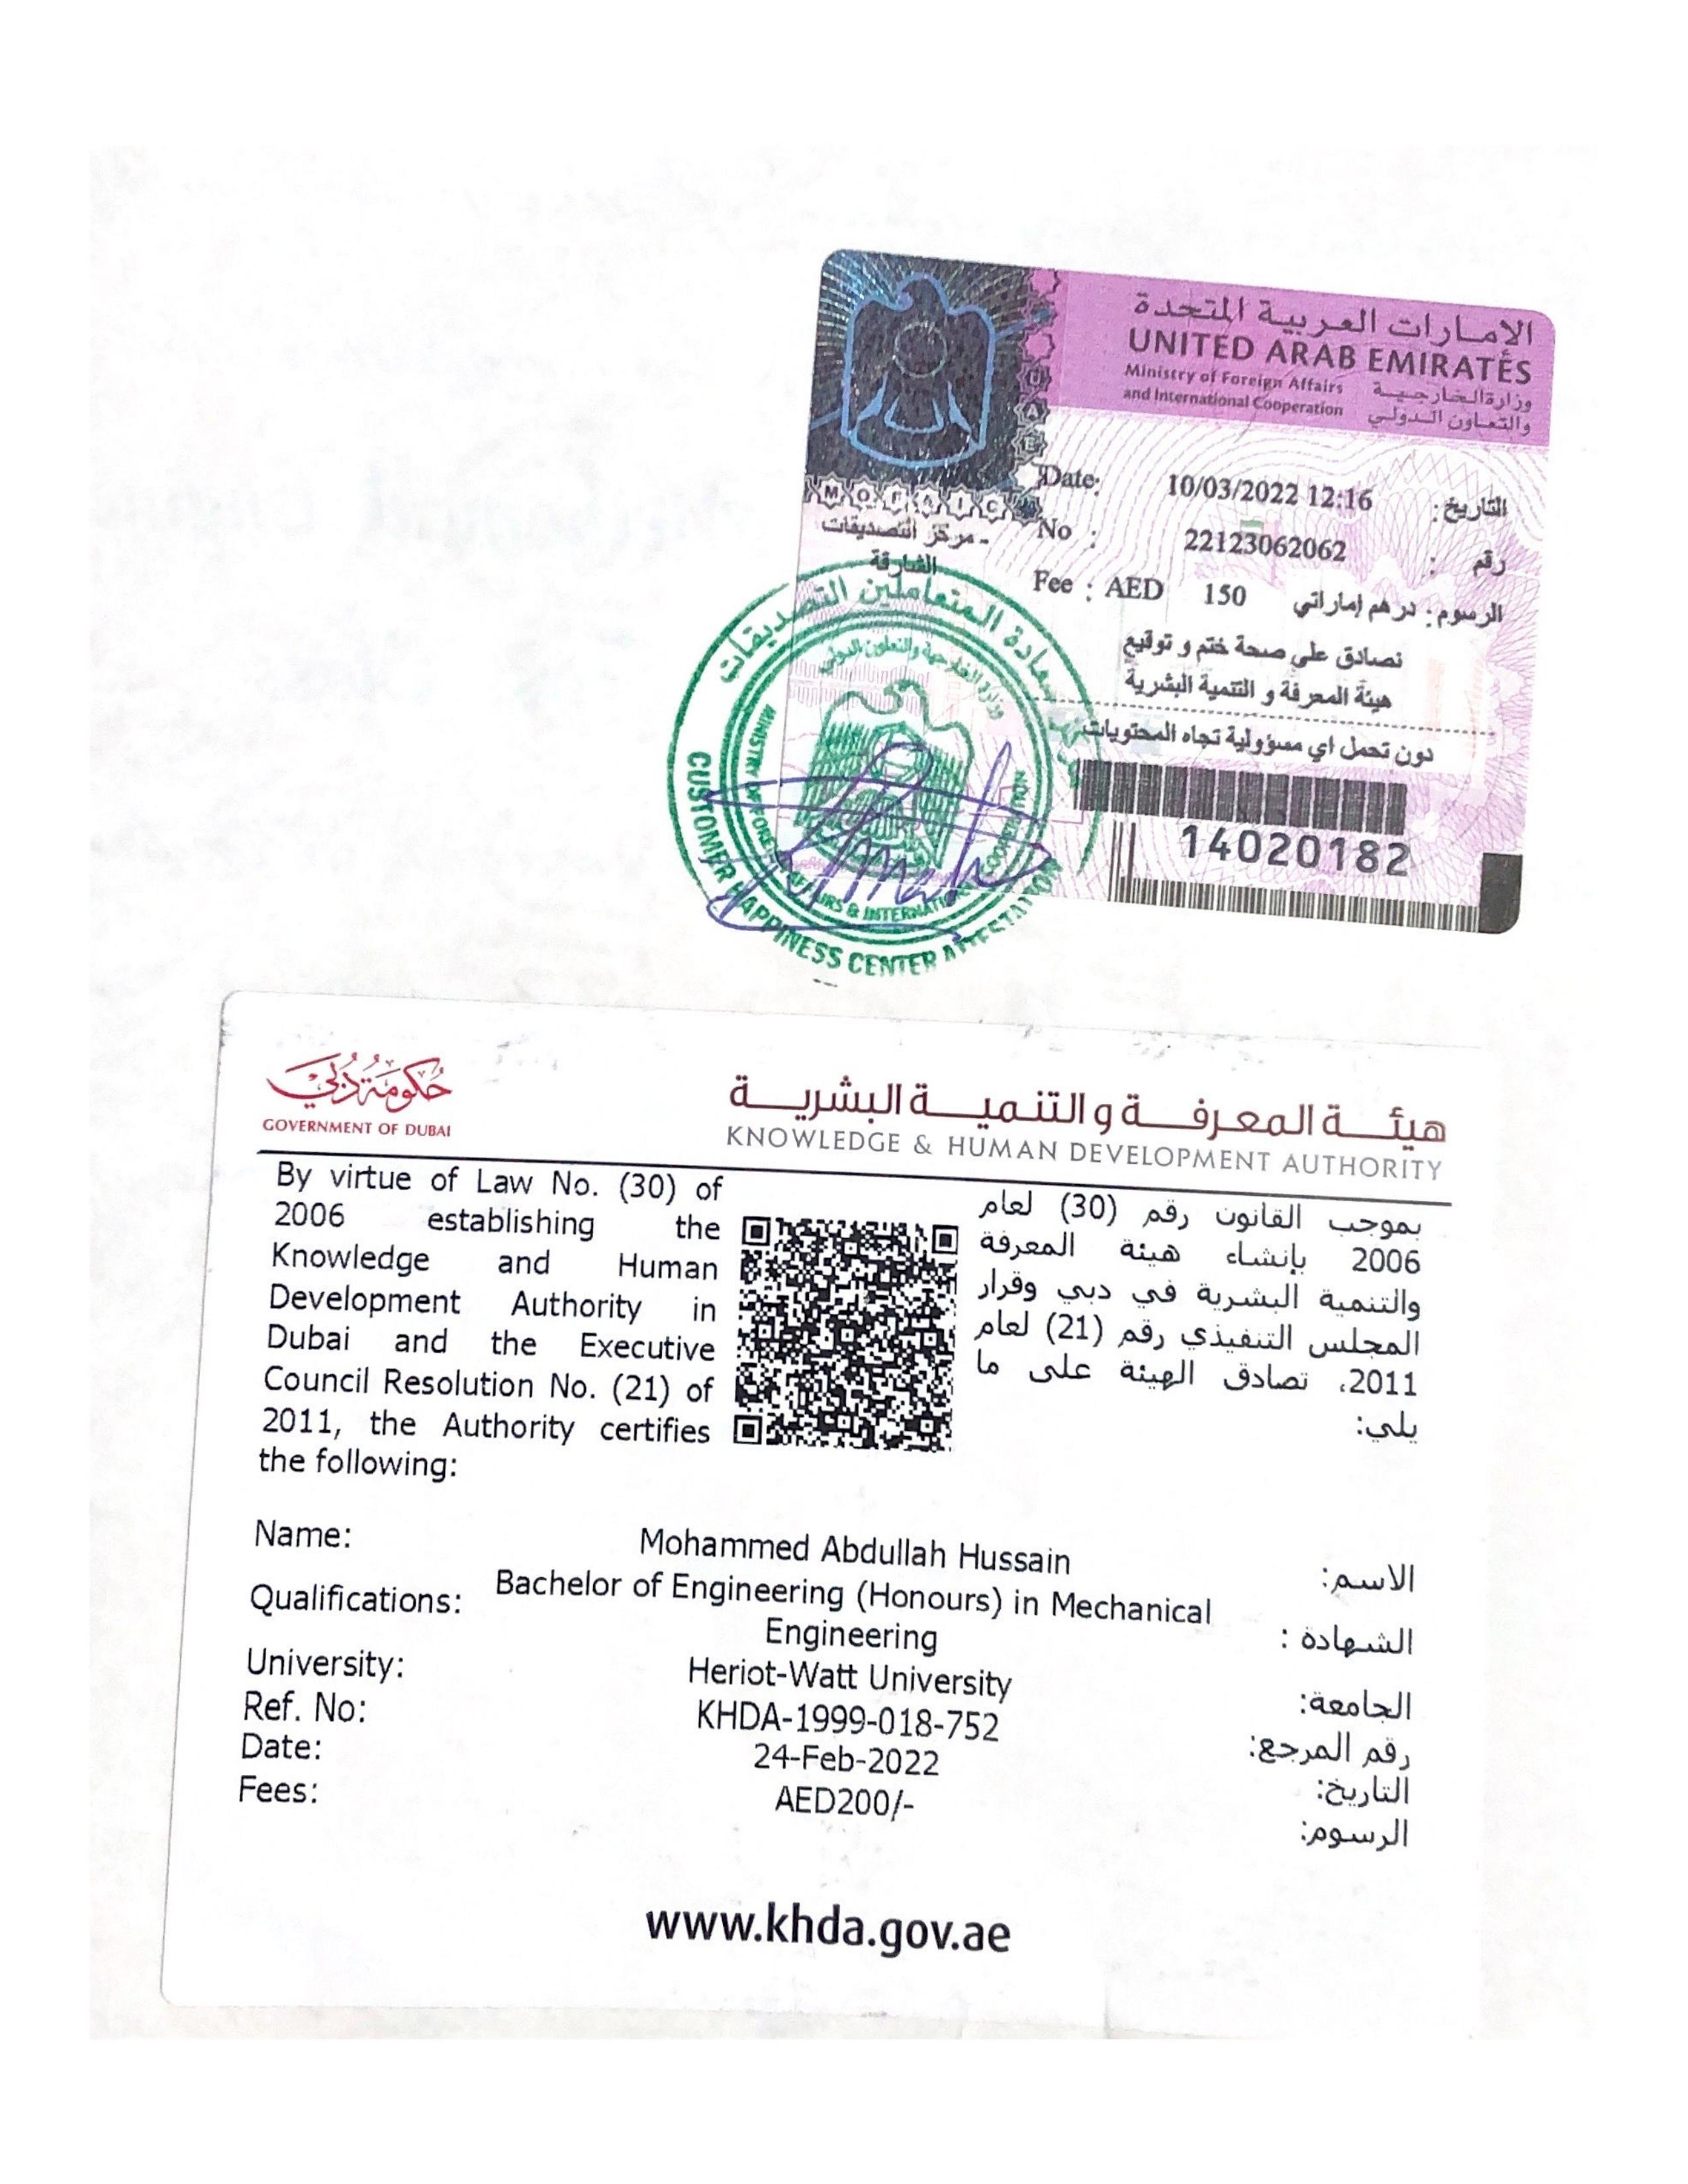 الامارات العربية المتحدة
UNITED ARAB EMIRATES
Ministry of Foreign Affairs وزارة الخارجية
and International Cooperation والتعاون الدولي
M O F A I C
U A E
Date: 10/03/2022 12:16 التاريخ:
No : 22123062062 رقم :
Fee : AED 150 الرسوم: درهم إماراتي
مركز التصديقات -
الشارقة
نصادق على صحة ختم و توقيع
هيئة المعرفة و التنمية البشرية
دون تحمل اي مسؤولية تجاه المحتويات
14020182
سعادة المتعاملين التصديقات
وزارة الخارجية والتعاون الدولي
MINISTRY OF FOREIGN AFFAIRS & INTERNATIONAL COOPERATION
CUSTOMER HAPPINESS CENTER ATTESTATION
حكومة دبي
GOVERNMENT OF DUBAI
هيئة المعرفة والتنمية البشرية
KNOWLEDGE & HUMAN DEVELOPMENT AUTHORITY
By virtue of Law No. (30) of
2006 establishing the
Knowledge and Human
Development Authority in
Dubai and the Executive
Council Resolution No. (21) of
2011, the Authority certifies
the following:
بموجب القانون رقم (30) لعام
2006 بإنشاء هيئة المعرفة
والتنمية البشرية في دبي وقرار
المجلس التنفيذي رقم (21) لعام
2011، تصادق الهيئة على ما
يلي:
Name: Mohammed Abdullah Hussain الاسم:
Qualifications: Bachelor of Engineering (Honours) in Mechanical
Engineering الشهادة :
University: Heriot-Watt University الجامعة:
Ref. No: KHDA-1999-018-752 رقم المرجع:
Date: 24-Feb-2022 التاريخ:
Fees: AED200/- الرسوم:
www.khda.gov.ae